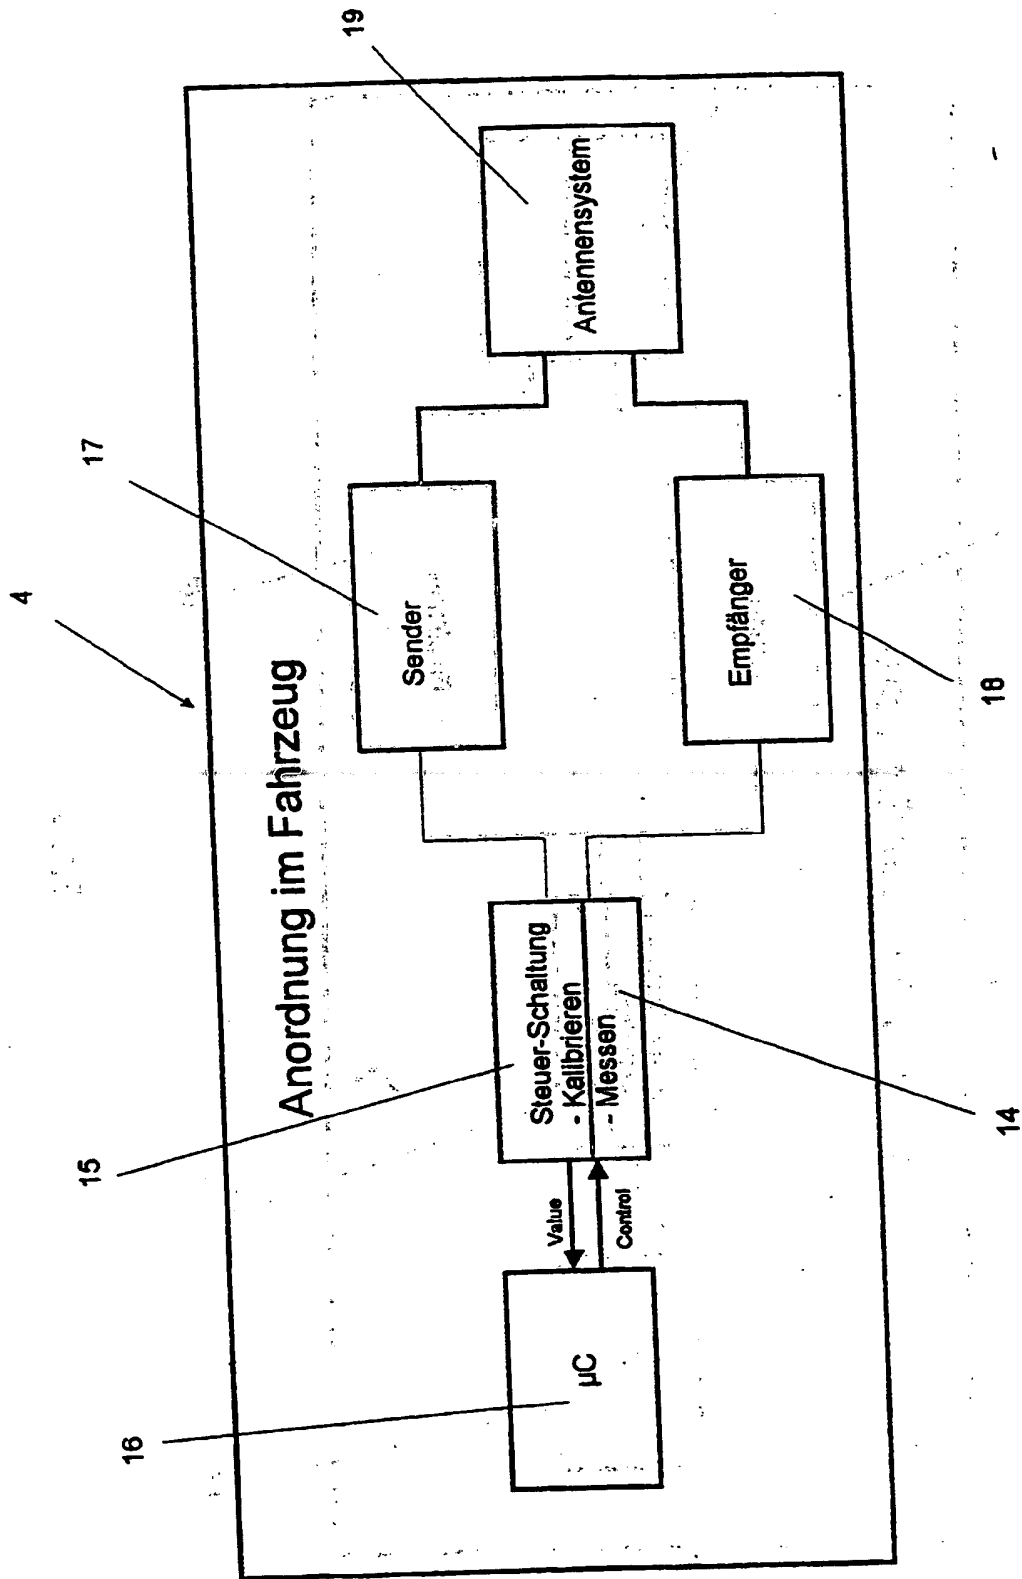 4
Anordnung im Fahrzeug
16
µC
Value
Control
15
Steuer-Schaltung
- Kalibrieren
- Messen
14
17
Sender
Empfänger
18
19
Antennensystem